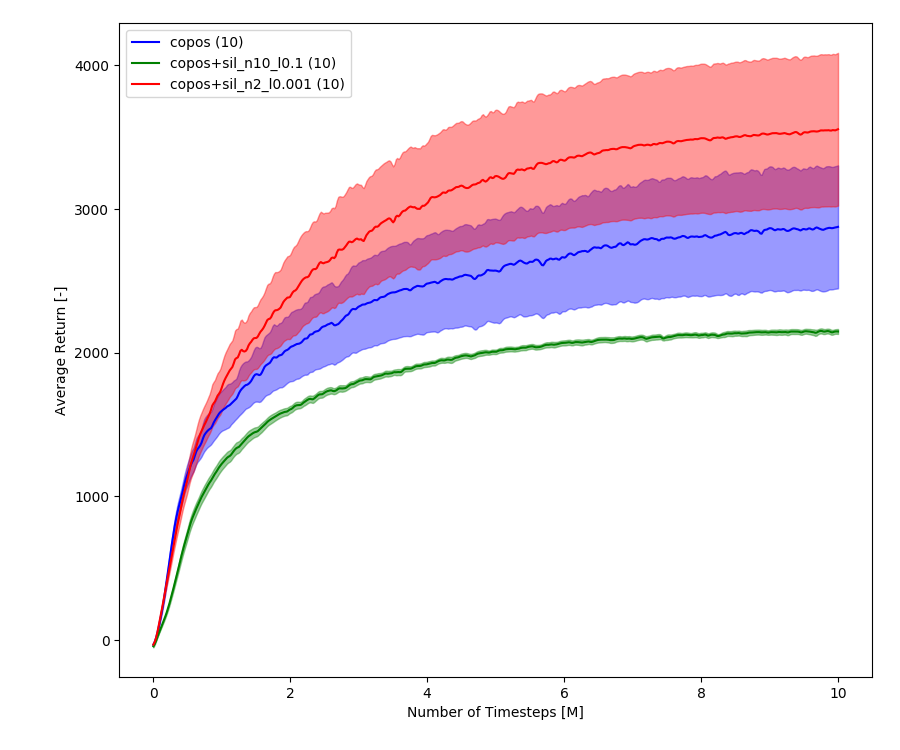 copos (10)
copos+sil_n10_l0.1 (10)
copos+sil_n2_l0.001 (10)
4000
3000
2000
1000
0
Average Return [-]
0 2 4 6 8 10
Number of Timesteps [M]